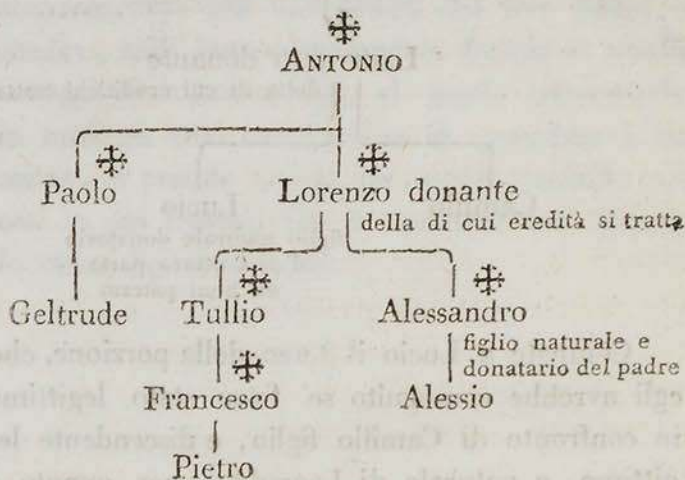 ANTONIO
Paolo Lorenzo donante
della di cui eredità si tratta
Geltrude Tullio Alessandro
figlio naturale e
donatario del padre
Francesco Alessio
Pietro